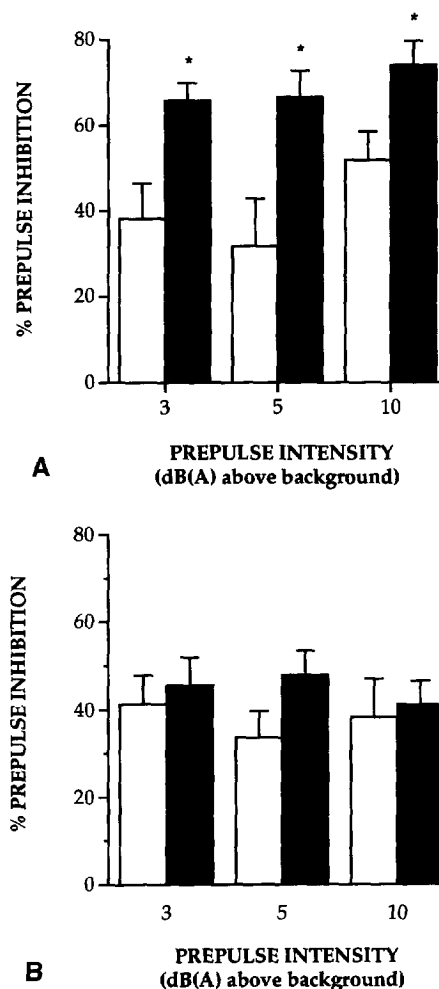 80
*
*
*
60
40
20
0
% PREPULSE INHIBITION
3 5 10
PREPULSE INTENSITY
(dB(A) above background)
A
80
60
40
20
0
% PREPULSE INHIBITION
3 5 10
PREPULSE INTENSITY
(dB(A) above background)
B